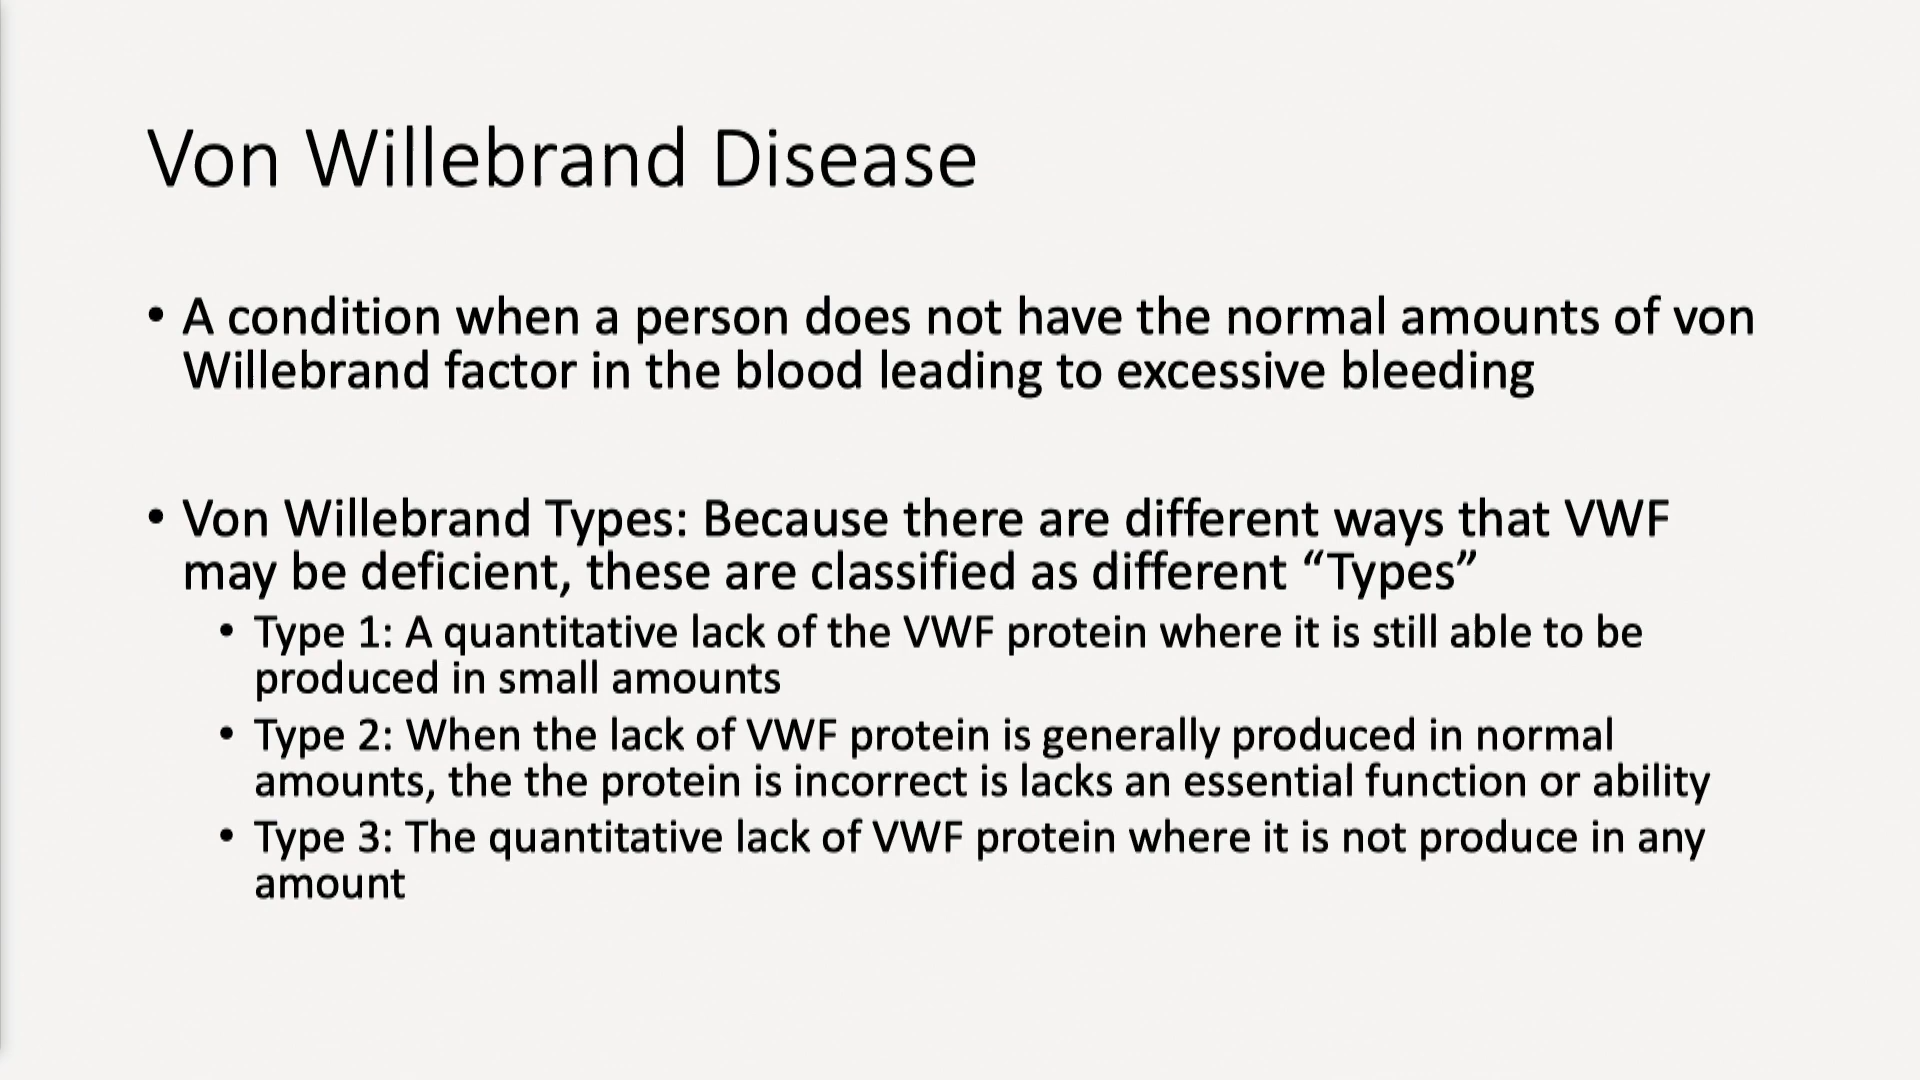 Von Willebrand Disease
• A condition when a person does not have the normal amounts of von
Willebrand factor in the blood leading to excessive bleeding
• Von Willebrand Types: Because there are different ways that VWF
may be deficient, these are classified as different “Types”
• Type 1: A quantitative lack of the VWF protein where it is still able to be
produced in small amounts
• Type 2: When the lack of VWF protein is generally produced in normal
amounts, the the protein is incorrect is lacks an essential function or ability
• Type 3: The quantitative lack of VWF protein where it is not produce in any
amount